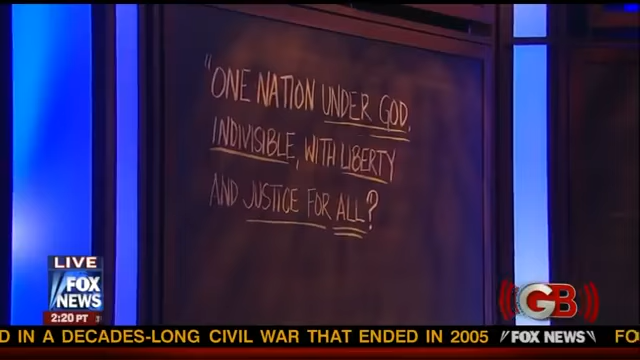 "ONE NATION UNDER GOD,
INDIVISIBLE, WITH LIBERTY
AND JUSTICE FOR ALL?
LIVE
FOX
NEWS
2:20 PT
GB
D IN A DECADES-LONG CIVIL WAR THAT ENDED IN 2005 FOX NEWS FO